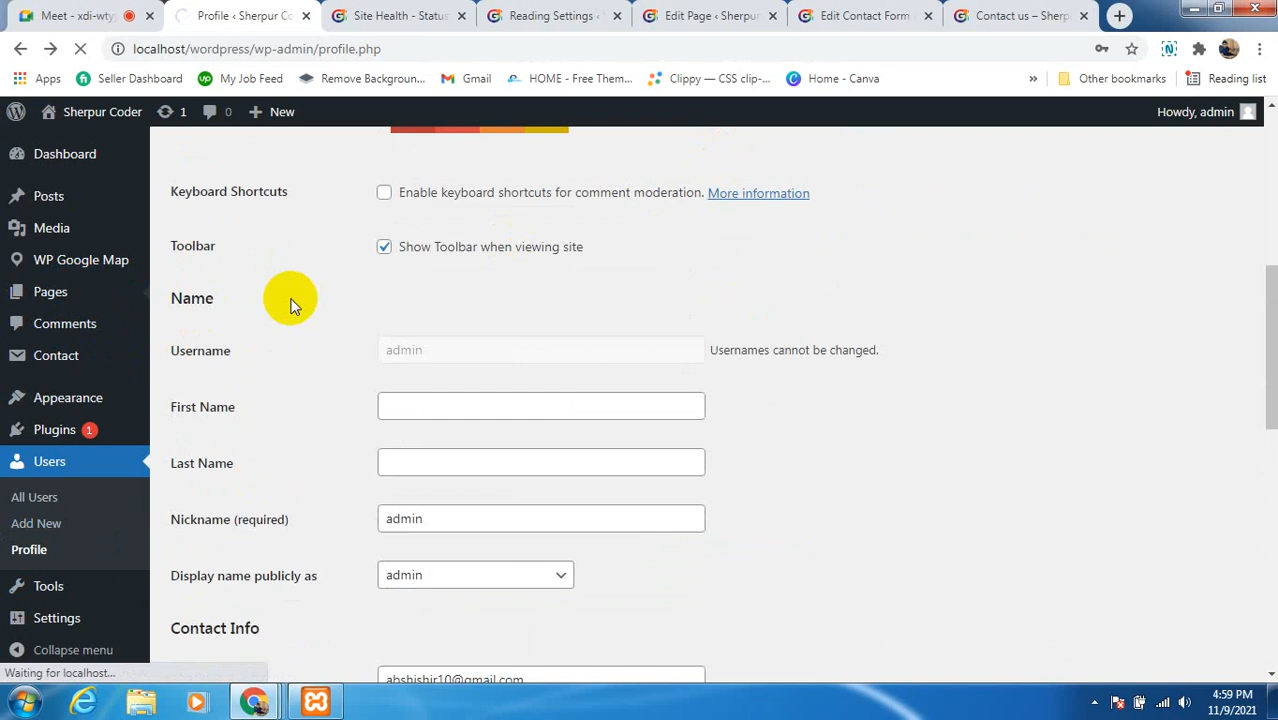 Meet - xdi-wty
Profile ‹ Sherpur Co
Site Health - Status
Reading Settings ‹
Edit Page ‹ Sherpur
Edit Contact Form
Contact us – Sherp
localhost/wordpress/wp-admin/profile.php
Apps
Seller Dashboard
My Job Feed
Remove Backgroun...
Gmail
HOME - Free Them...
Clippy — CSS clip-...
Home - Canva
»
Other bookmarks
Reading list
Sherpur Coder
1
0
New
Howdy, admin
Dashboard
Posts
Media
WP Google Map
Pages
Comments
Contact
Appearance
Plugins 1
Users
All Users
Add New
Profile
Tools
Settings
Collapse menu
Keyboard Shortcuts
Enable keyboard shortcuts for comment moderation. More information
Toolbar
Show Toolbar when viewing site
Name
Username
admin
Usernames cannot be changed.
First Name
Last Name
Nickname (required)
admin
Display name publicly as
admin
Contact Info
abshishir10@gmail.com
Waiting for localhost...
4:59 PM
11/9/2021